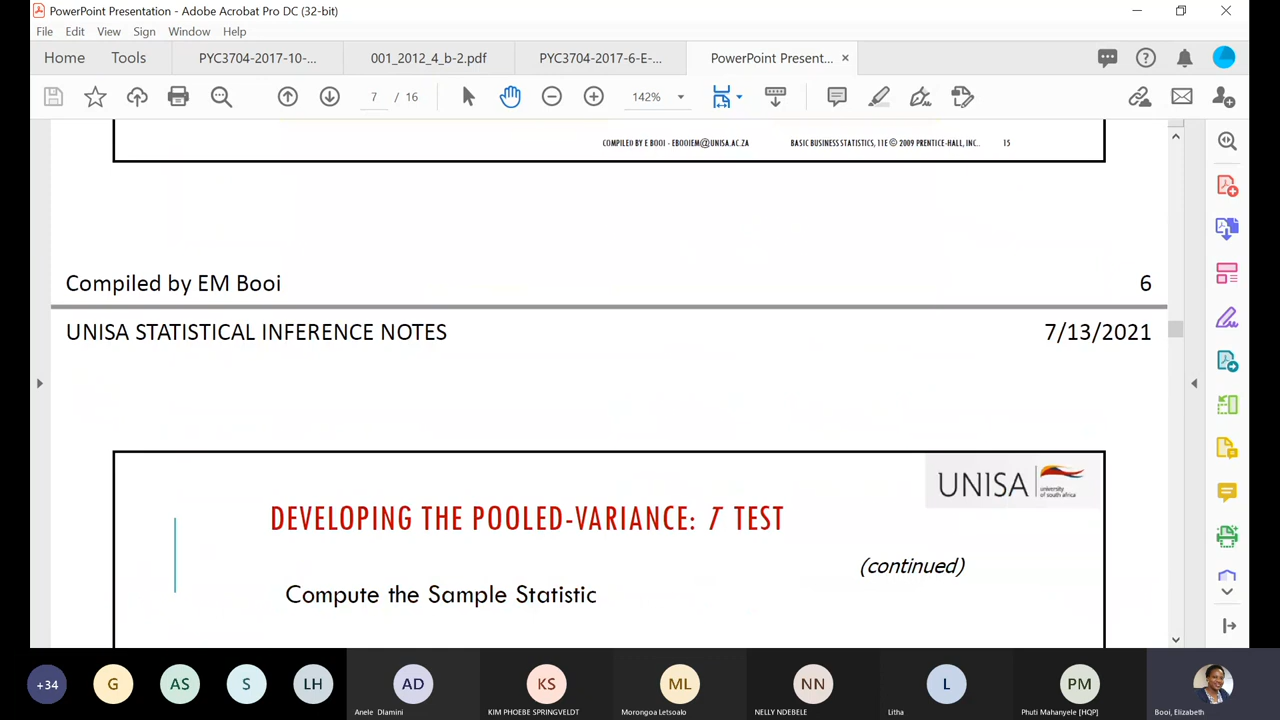 PowerPoint Presentation - Adobe Acrobat Pro DC (32-bit)
File Edit View Sign Window Help
Home Tools PYC3704-2017-10-... 001_2012_4_b-2.pdf PYC3704-2017-6-E-... PowerPoint Present...
7 / 16 142%
COMPILED BY E BOOI - EBOOIEM@UNISA.AC.ZA BASIC BUSINESS STATISTICS, 11E © 2009 PRENTICE-HALL, INC.. 15
Compiled by EM Booi 6
UNISA STATISTICAL INFERENCE NOTES 7/13/2021
UNISA university of south africa
DEVELOPING THE POOLED-VARIANCE: T TEST
(continued)
Compute the Sample Statistic
+34 G AS S LH AD KS ML NN L PM
Anele Dlamini KIM PHOEBE SPRINGVELDT Morongoa Letsoalo NELLY NDEBELE Litha Phuti Mahanyele [HQP] Booi, Elizabeth